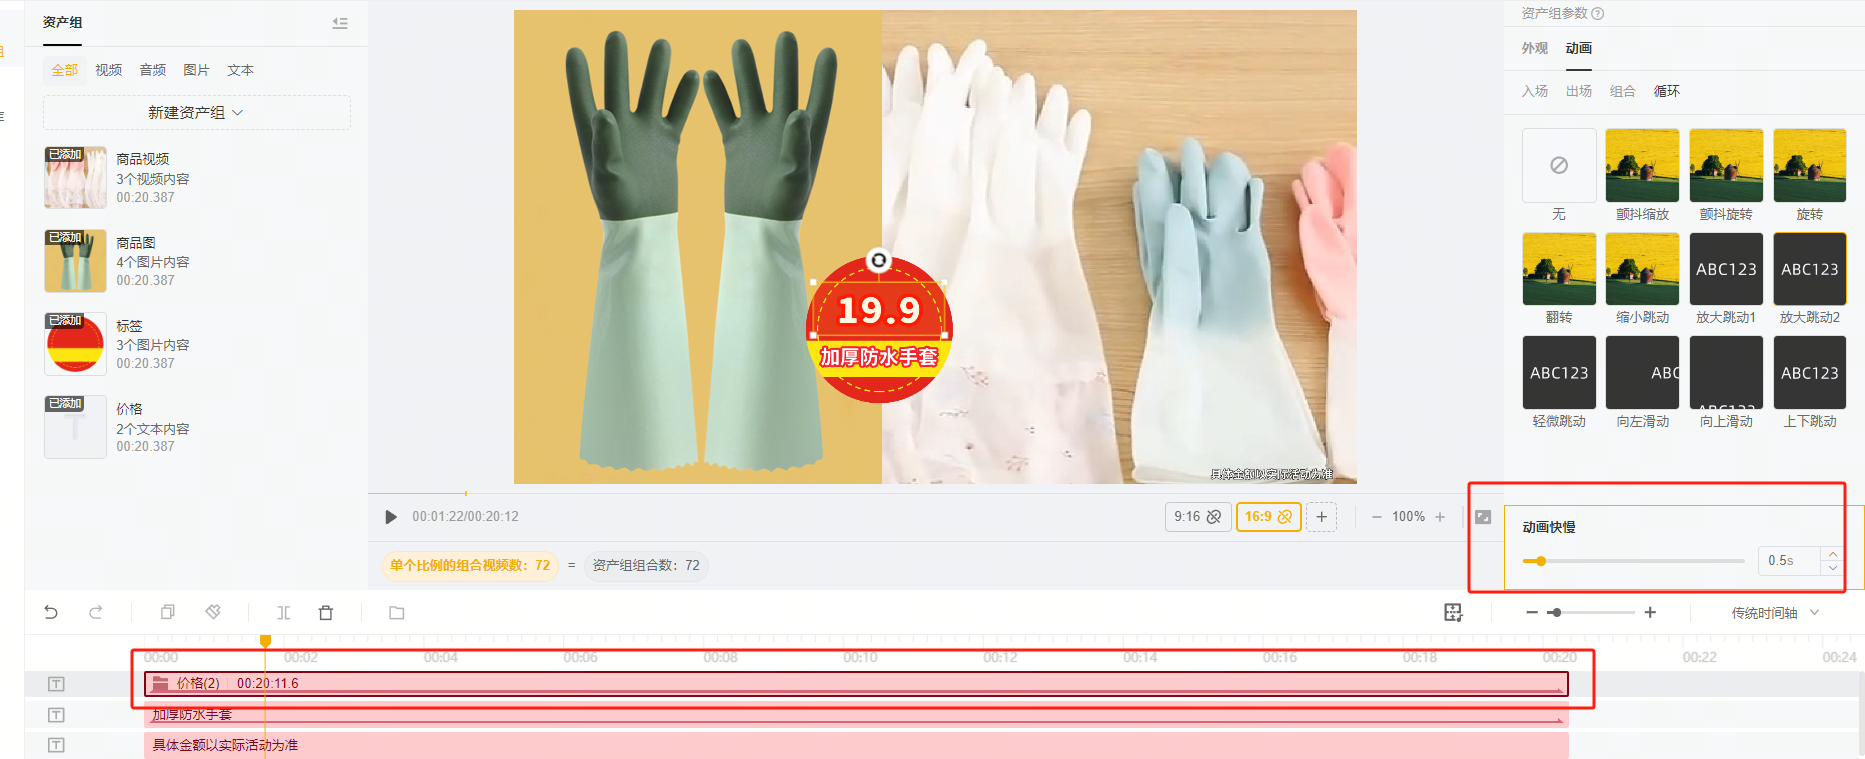 资产组
全部 视频 音频 图片 文本
新建资产组
已添加
商品视频
3个视频内容
00:20.387
已添加
商品图
4个图片内容
00:20.387
已添加
标签
3个图片内容
00:20.387
已添加
价格
2个文本内容
00:20.387
19.9
加厚防水手套
具体金额以实际活动为准
00:01:22/00:20:12
9:16 16:9 + − 100% +
单个比例的组合视频数：72 = 资产组组合数：72
资产组参数
外观 动画
入场 出场 组合 循环
无 颤抖缩放 颤抖旋转 旋转
ABC123 ABC123
翻转 缩小跳动 放大跳动1 放大跳动2
ABC123 ABC ABC123 ABC123
轻微跳动 向左滑动 向上滑动 上下跳动
动画快慢
0.5s
传统时间轴
00:00 00:02 00:04 00:06 00:08 00:10 00:12 00:14 00:16 00:18 00:20 00:22 00:24
价格(2) 00:20:11.6
加厚防水手套
具体金额以实际活动为准